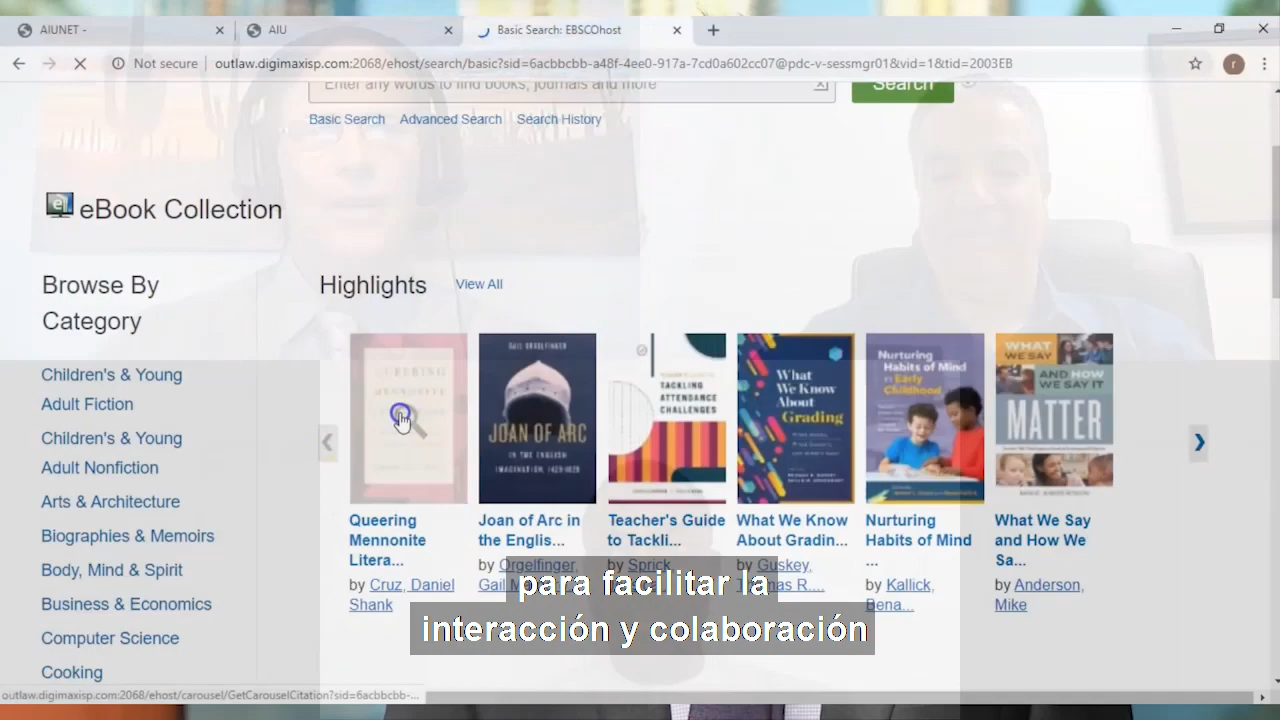 AIUNET -
AIU
Basic Search: EBSCOhost
Not secure
outlaw.digimaxisp.com:2068/ehost/search/basic?sid=6acbbcbb-a48f-4ee0-917a-7cd0a602cc07@pdc-v-sessmgr01&vid=1&tid=2003EB
r
Enter any words to find books, journals and more
Search
Basic Search Advanced Search Search History
eBook Collection
Browse By
Category
Highlights View All
Children's & Young
Adult Fiction
Children's & Young
Adult Nonfiction
Arts & Architecture
Biographies & Memoirs
Body, Mind & Spirit
Business & Economics
Computer Science
Cooking
MENNONITE
GAIL ORGELFINGER
JOAN OF ARC
IN THE ENGLISH
TACKLING
ATTENDANCE
CHALLENGES
What
We Know
About
Grading
Nurturing
Habits of Mind
in Early
Childhood
WHAT
WE SAY
AND HOW
WE SAY IT
MATTER
Queering
Mennonite
Litera...
by Cruz, Daniel
Shank
Joan of Arc in
the Englis...
by Orgelfinger,
Gail
Teacher's Guide
to Tackli...
by Sprick,
What We Know
About Gradin...
by Guskey,
R....
Nurturing
Habits of Mind
...
by Kallick,
Bena...
What We Say
and How We
Sa...
by Anderson,
Mike
para facilitar la
interacción y colaboración
outlaw.digimaxisp.com:2068/ehost/carousel/GetCarouselCitation?sid=6acbbcbb-...